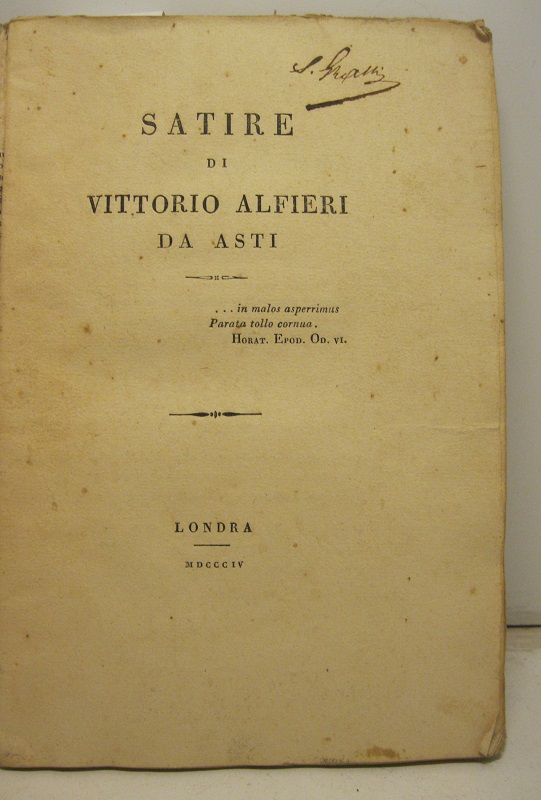 SATIRE
DI
VITTORIO ALFIERI
DA ASTI
... in malos asperrimus
Parata tollo cornua.
HORAT. EPOD. OD. VI.
LONDRA
MDCCCIV